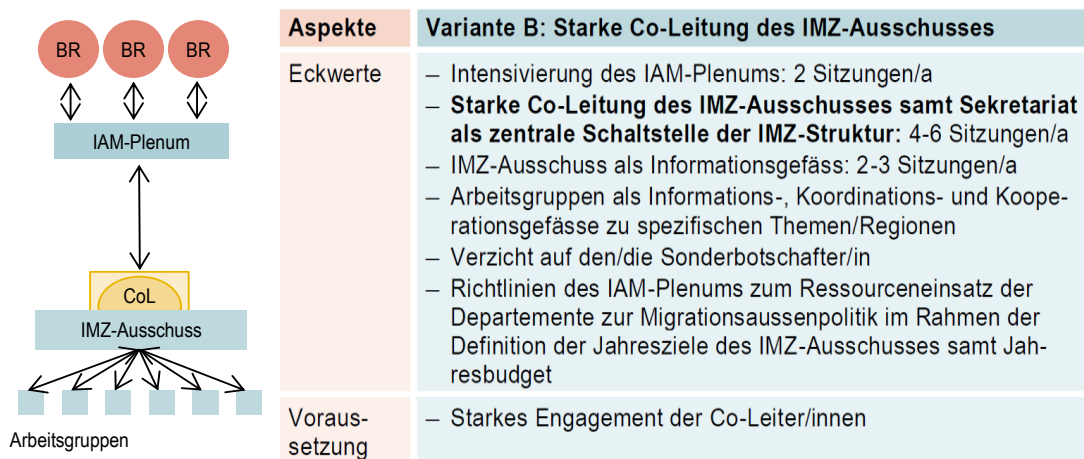 BR BR BR
IAM-Plenum
CoL
IMZ-Ausschuss
Arbeitsgruppen
Aspekte
Variante B: Starke Co-Leitung des IMZ-Ausschusses
Eckwerte
– Intensivierung des IAM-Plenums: 2 Sitzungen/a
– Starke Co-Leitung des IMZ-Ausschusses samt Sekretariat
als zentrale Schaltstelle der IMZ-Struktur: 4-6 Sitzungen/a
– IMZ-Ausschuss als Informationsgefäss: 2-3 Sitzungen/a
– Arbeitsgruppen als Informations-, Koordinations- und Koope-
rationsgefässe zu spezifischen Themen/Regionen
– Verzicht auf den/die Sonderbotschafter/in
– Richtlinien des IAM-Plenums zum Ressourceneinsatz der
Departemente zur Migrationsaussenpolitik im Rahmen der
Definition der Jahresziele des IMZ-Ausschusses samt Jah-
resbudget
Voraus-
setzung
– Starkes Engagement der Co-Leiter/innen